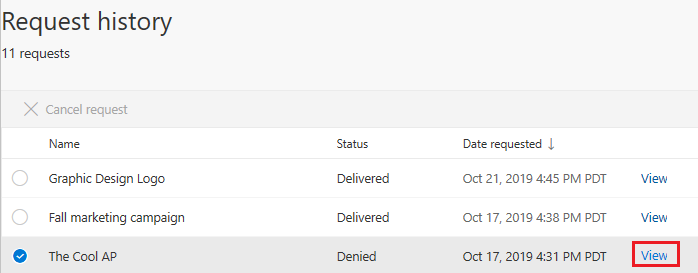 Request history
11 requests
Cancel request
Name Status Date requested ↓
Graphic Design Logo Delivered Oct 21, 2019 4:45 PM PDT View
Fall marketing campaign Delivered Oct 17, 2019 4:38 PM PDT View
The Cool AP Denied Oct 17, 2019 4:31 PM PDT View